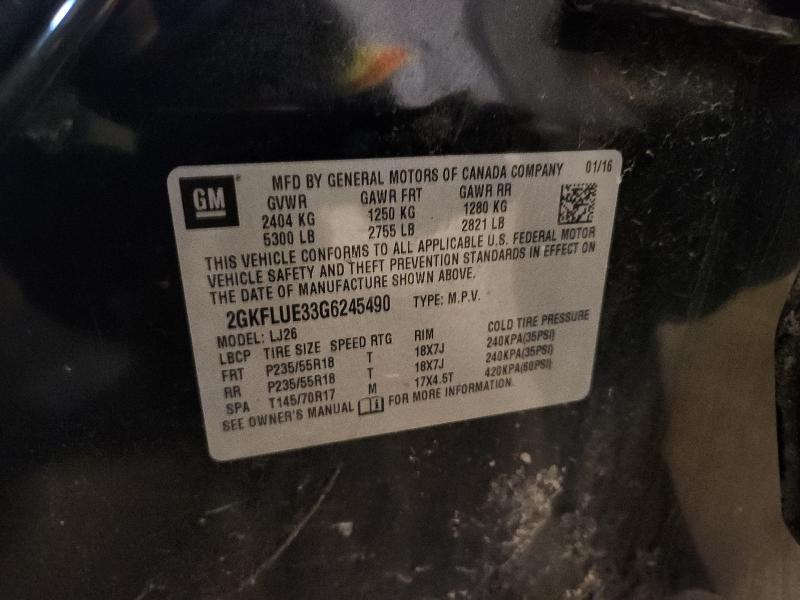 GM
MFD BY GENERAL MOTORS OF CANADA COMPANY 01/16
GVWR GAWR FRT GAWR RR
2404 KG 1250 KG 1280 KG
5300 LB 2755 LB 2821 LB
THIS VEHICLE CONFORMS TO ALL APPLICABLE U.S. FEDERAL MOTOR
VEHICLE SAFETY AND THEFT PREVENTION STANDARDS IN EFFECT ON
THE DATE OF MANUFACTURE SHOWN ABOVE.
2GKFLUE33G6245490 TYPE: M.P.V.
MODEL: LJ26
LBCP TIRE SIZE SPEED RTG RIM COLD TIRE PRESSURE
FRT P235/55R18 T 18X7J 240KPA(35PSI)
RR P235/55R18 T 18X7J 240KPA(35PSI)
SPA T145/70R17 M 17X4.5T 420KPA(60PSI)
SEE OWNER'S MANUAL FOR MORE INFORMATION.